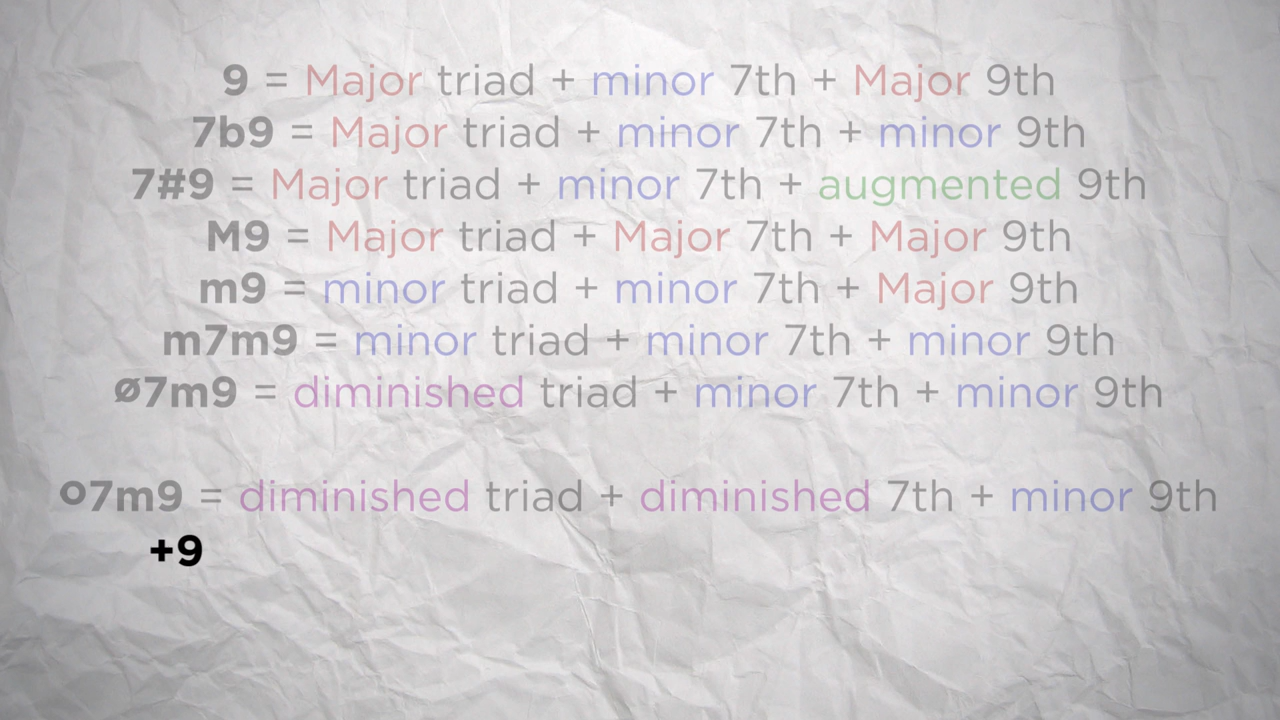 9 = Major triad + minor 7th + Major 9th
7b9 = Major triad + minor 7th + minor 9th
7#9 = Major triad + minor 7th + augmented 9th
M9 = Major triad + Major 7th + Major 9th
m9 = minor triad + minor 7th + Major 9th
m7m9 = minor triad + minor 7th + minor 9th
ø7m9 = diminished triad + minor 7th + minor 9th
o7m9 = diminished triad + diminished 7th + minor 9th
+9